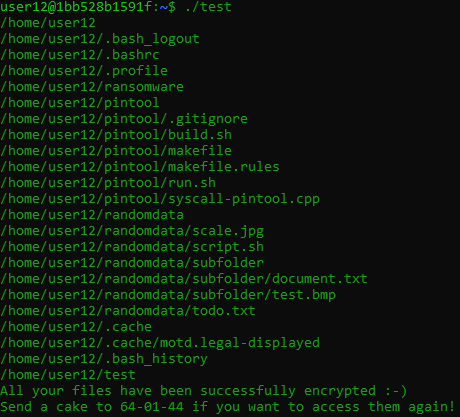 user12@1bb528b1591f:~$ ./test
/home/user12
/home/user12/.bash_logout
/home/user12/.bashrc
/home/user12/.profile
/home/user12/ransomware
/home/user12/pintool
/home/user12/pintool/.gitignore
/home/user12/pintool/build.sh
/home/user12/pintool/makefile
/home/user12/pintool/makefile.rules
/home/user12/pintool/run.sh
/home/user12/pintool/syscall-pintool.cpp
/home/user12/randomdata
/home/user12/randomdata/scale.jpg
/home/user12/randomdata/script.sh
/home/user12/randomdata/subfolder
/home/user12/randomdata/subfolder/document.txt
/home/user12/randomdata/subfolder/test.bmp
/home/user12/randomdata/todo.txt
/home/user12/.cache
/home/user12/.cache/motd.legal-displayed
/home/user12/.bash_history
/home/user12/test
All your files have been successfully encrypted :-)
Send a cake to 64-01-44 if you want to access them again!